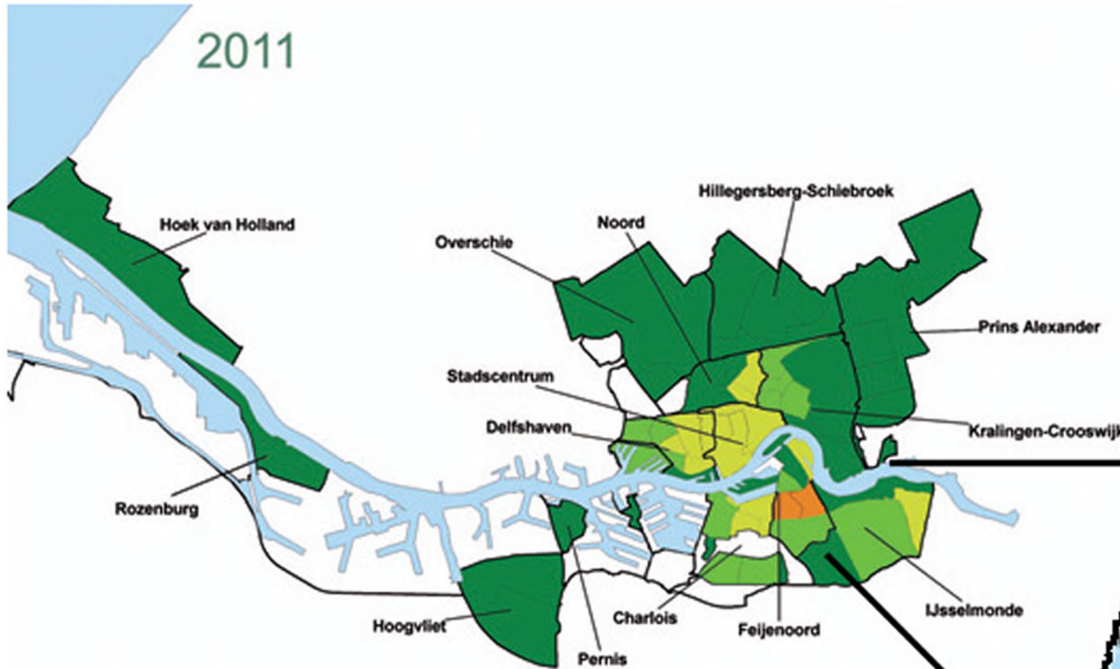 2011
Hillegersberg-Schiebroek
Noord
Hoek van Holland
Overschie
Prins Alexander
Stadscentrum
Delfshaven
Kralingen-Crooswijk
Rozenburg
IJsselmonde
Charlois
Hoogvliet
Feijenoord
Pernis